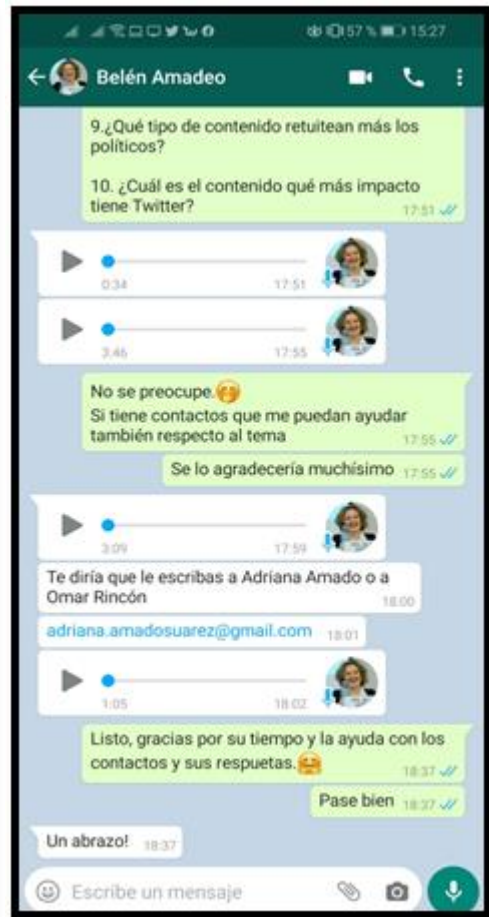 57 % 15:27
Belén Amadeo
9.¿Qué tipo de contenido retuitean más los
políticos?
10. ¿Cuál es el contenido qué más impacto
tiene Twitter?
17:51
0:34 17:51
3:46 17:55
No se preocupe.
Si tiene contactos que me puedan ayudar
también respecto al tema
17:55
Se lo agradecería muchísimo 17:55
3:09 17:59
Te diría que le escribas a Adriana Amado o a
Omar Rincón
18:00
adriana.amadosuarez@gmail.com 18:01
1:05 18:02
Listo, gracias por su tiempo y la ayuda con los
contactos y sus respuetas.
18:37
Pase bien 18:37
Un abrazo! 18:37
Escribe un mensaje